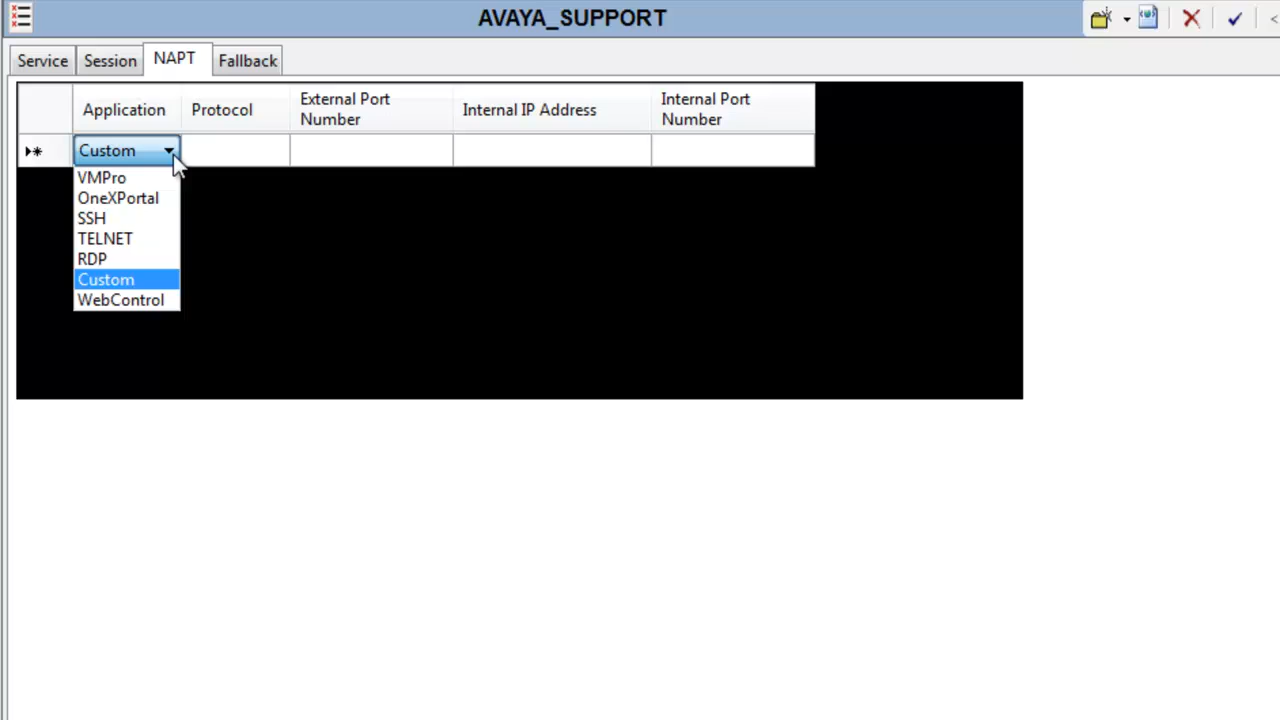 AVAYA_SUPPORT
Service Session NAPT Fallback
Application Protocol External Port Number Internal IP Address Internal Port Number
Custom
VMPro
OneXPortal
SSH
TELNET
RDP
Custom
WebControl